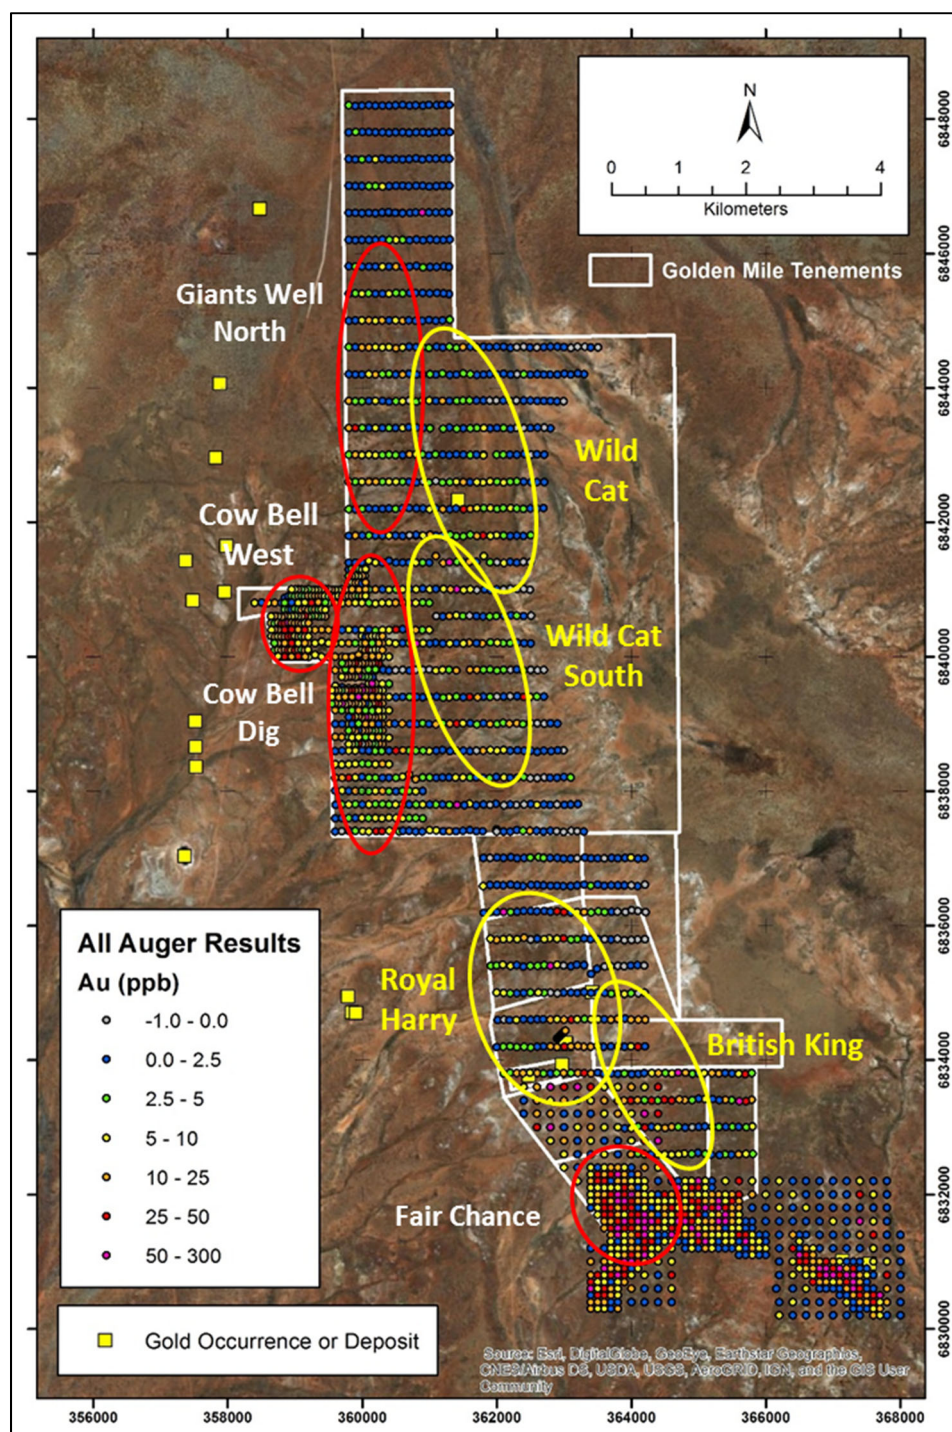 N
0 1 2 4
Kilometers
Golden Mile Tenements
6848000
6846000
6844000
6842000
6840000
6838000
6836000
6834000
6832000
6830000
Giants Well
North
Wild
Cat
Cow Bell
West
Wild Cat
South
Cow Bell
Dig
Royal
Harry
British King
Fair Chance
All Auger Results
Au (ppb)
-1.0 - 0.0
0.0 - 2.5
2.5 - 5
5 - 10
10 - 25
25 - 50
50 - 300
Gold Occurrence or Deposit
Source: Esri, DigitalGlobe, GeoEye, Earthstar Geographics,
CNES/Airbus DS, USDA, USGS, AeroGRID, IGN, and the GIS User
Community
356000 358000 360000 362000 364000 366000 368000